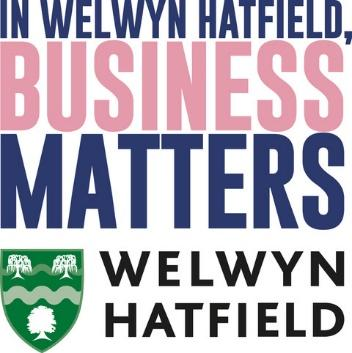 IN WELWYN HATFIELD,
BUSINESS
MATTERS
WELWYN
HATFIELD